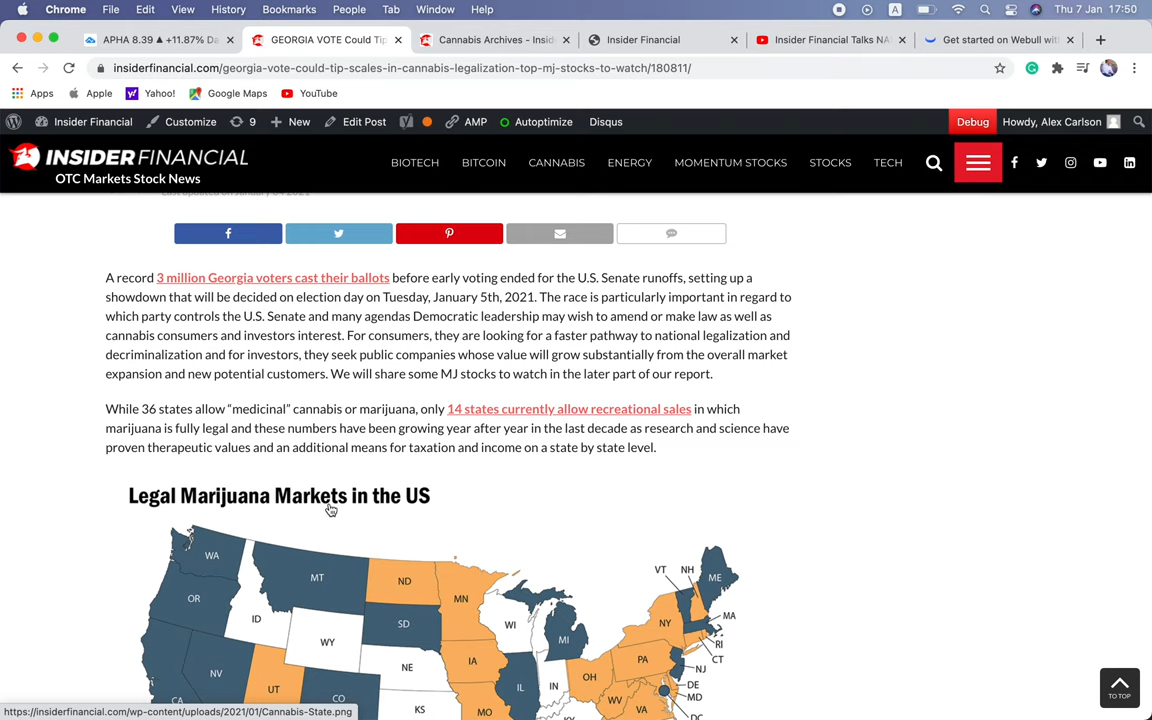 Chrome File Edit View History Bookmarks People Tab Window Help A Thu 7 Jan 17:50
APHA 8.39 ▲ +11.87% Da × GEORGIA VOTE Could Tip × Cannabis Archives - Insid × Insider Financial × Insider Financial Talks NA × Get started on Webull with × +
insiderfinancial.com/georgia-vote-could-tip-scales-in-cannabis-legalization-top-mj-stocks-to-watch/180811/
Apps Apple Yahoo! Google Maps YouTube
Insider Financial Customize 9 + New Edit Post AMP Autoptimize Disqus Debug Howdy, Alex Carlson
INSIDERFINANCIAL
OTC Markets Stock News
BIOTECH BITCOIN CANNABIS ENERGY MOMENTUM STOCKS STOCKS TECH
Last updated on January 04 2021
A record 3 million Georgia voters cast their ballots before early voting ended for the U.S. Senate runoffs, setting up a
showdown that will be decided on election day on Tuesday, January 5th, 2021. The race is particularly important in regard to
which party controls the U.S. Senate and many agendas Democratic leadership may wish to amend or make law as well as
cannabis consumers and investors interest. For consumers, they are looking for a faster pathway to national legalization and
decriminalization and for investors, they seek public companies whose value will grow substantially from the overall market
expansion and new potential customers. We will share some MJ stocks to watch in the later part of our report.
While 36 states allow “medicinal” cannabis or marijuana, only 14 states currently allow recreational sales in which
marijuana is fully legal and these numbers have been growing year after year in the last decade as research and science have
proven therapeutic values and an additional means for taxation and income on a state by state level.
Legal Marijuana Markets in the US
WA MT ND MN VT NH ME
OR ID SD WI MI NY MA
WY RI
NV NE IA PA CT
UT IL IN OH NJ
CA CO DE
KS MO WV VA MD
DC
TO TOP
https://insiderfinancial.com/wp-content/uploads/2021/01/Cannabis-State.png